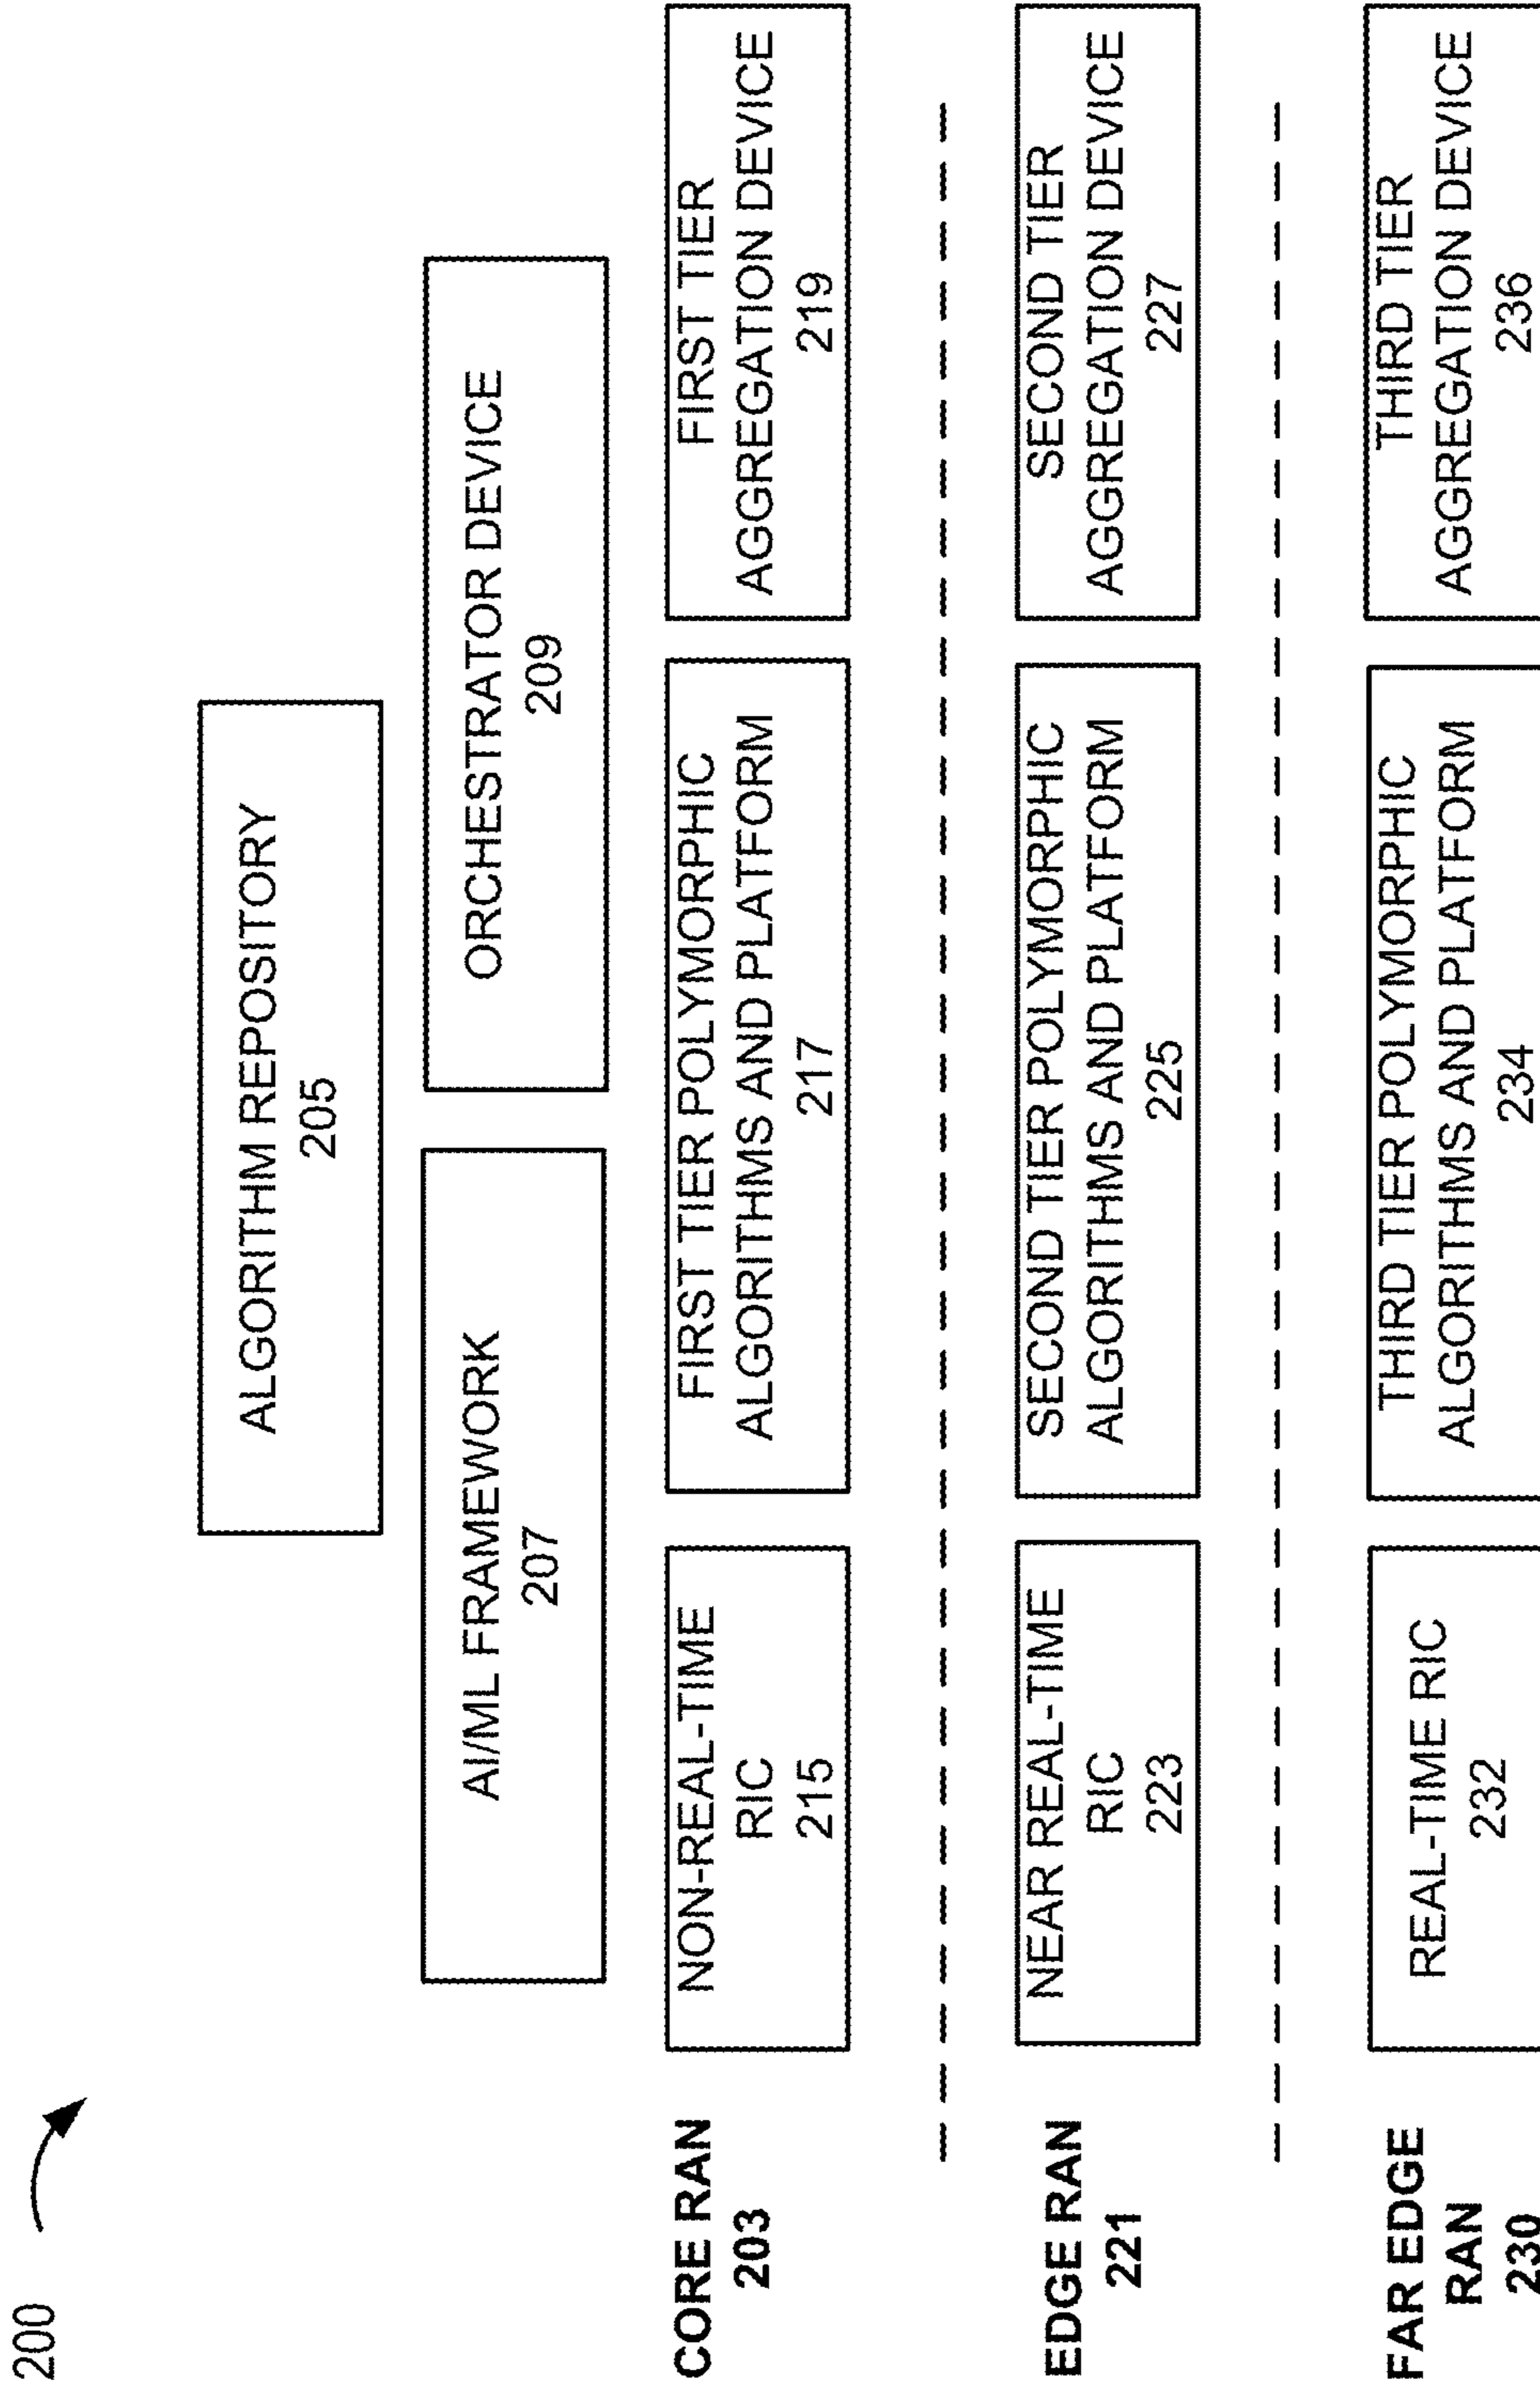 200
ALGORITHM REPOSITORY
205
AI/ML FRAMEWORK
207
ORCHESTRATOR DEVICE
209
CORE RAN
203
NON-REAL-TIME
RIC
215
FIRST TIER POLYMORPHIC
ALGORITHMS AND PLATFORM
217
FIRST TIER
AGGREGATION DEVICE
219
EDGE RAN
221
NEAR REAL-TIME
RIC
223
SECOND TIER POLYMORPHIC
ALGORITHMS AND PLATFORM
225
SECOND TIER
AGGREGATION DEVICE
227
FAR EDGE
RAN
230
REAL-TIME RIC
232
THIRD TIER POLYMORPHIC
ALGORITHMS AND PLATFORM
234
THIRD TIER
AGGREGATION DEVICE
236